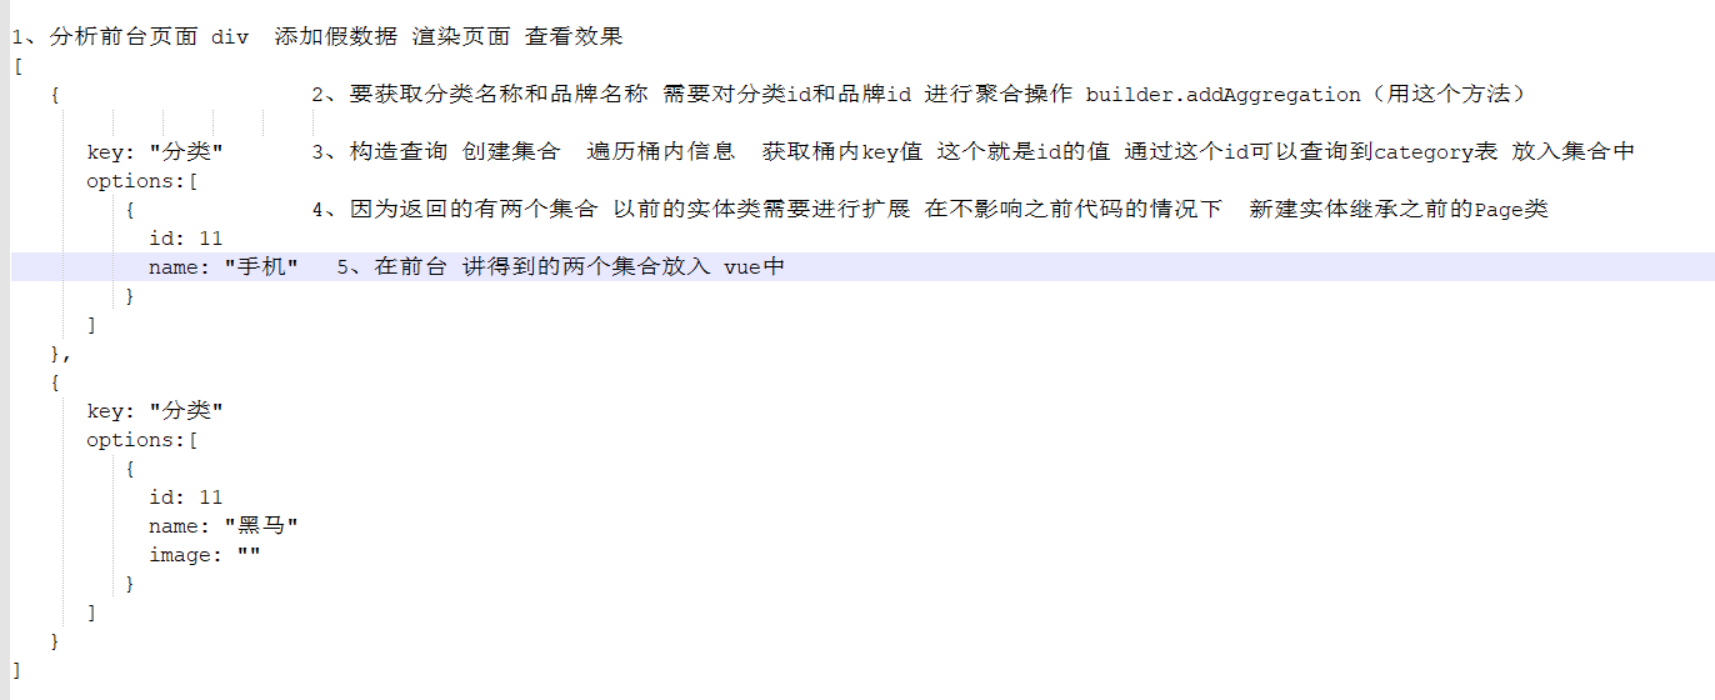 1、分析前台页面 div  添加假数据 渲染页面 查看效果
[
{ 2、要获取分类名称和品牌名称 需要对分类id和品牌id 进行聚合操作 builder.addAggregation（用这个方法）
key: "分类" 3、构造查询 创建集合  遍历桶内信息  获取桶内key值 这个就是id的值 通过这个id可以查询到category表 放入集合中
options:[
{ 4、因为返回的有两个集合 以前的实体类需要进行扩展 在不影响之前代码的情况下  新建实体继承之前的Page类
id: 11
name: "手机" 5、在前台 讲得到的两个集合放入 vue中
}
]
},
{
key: "分类"
options:[
{
id: 11
name: "黑马"
image: ""
}
]
}
]